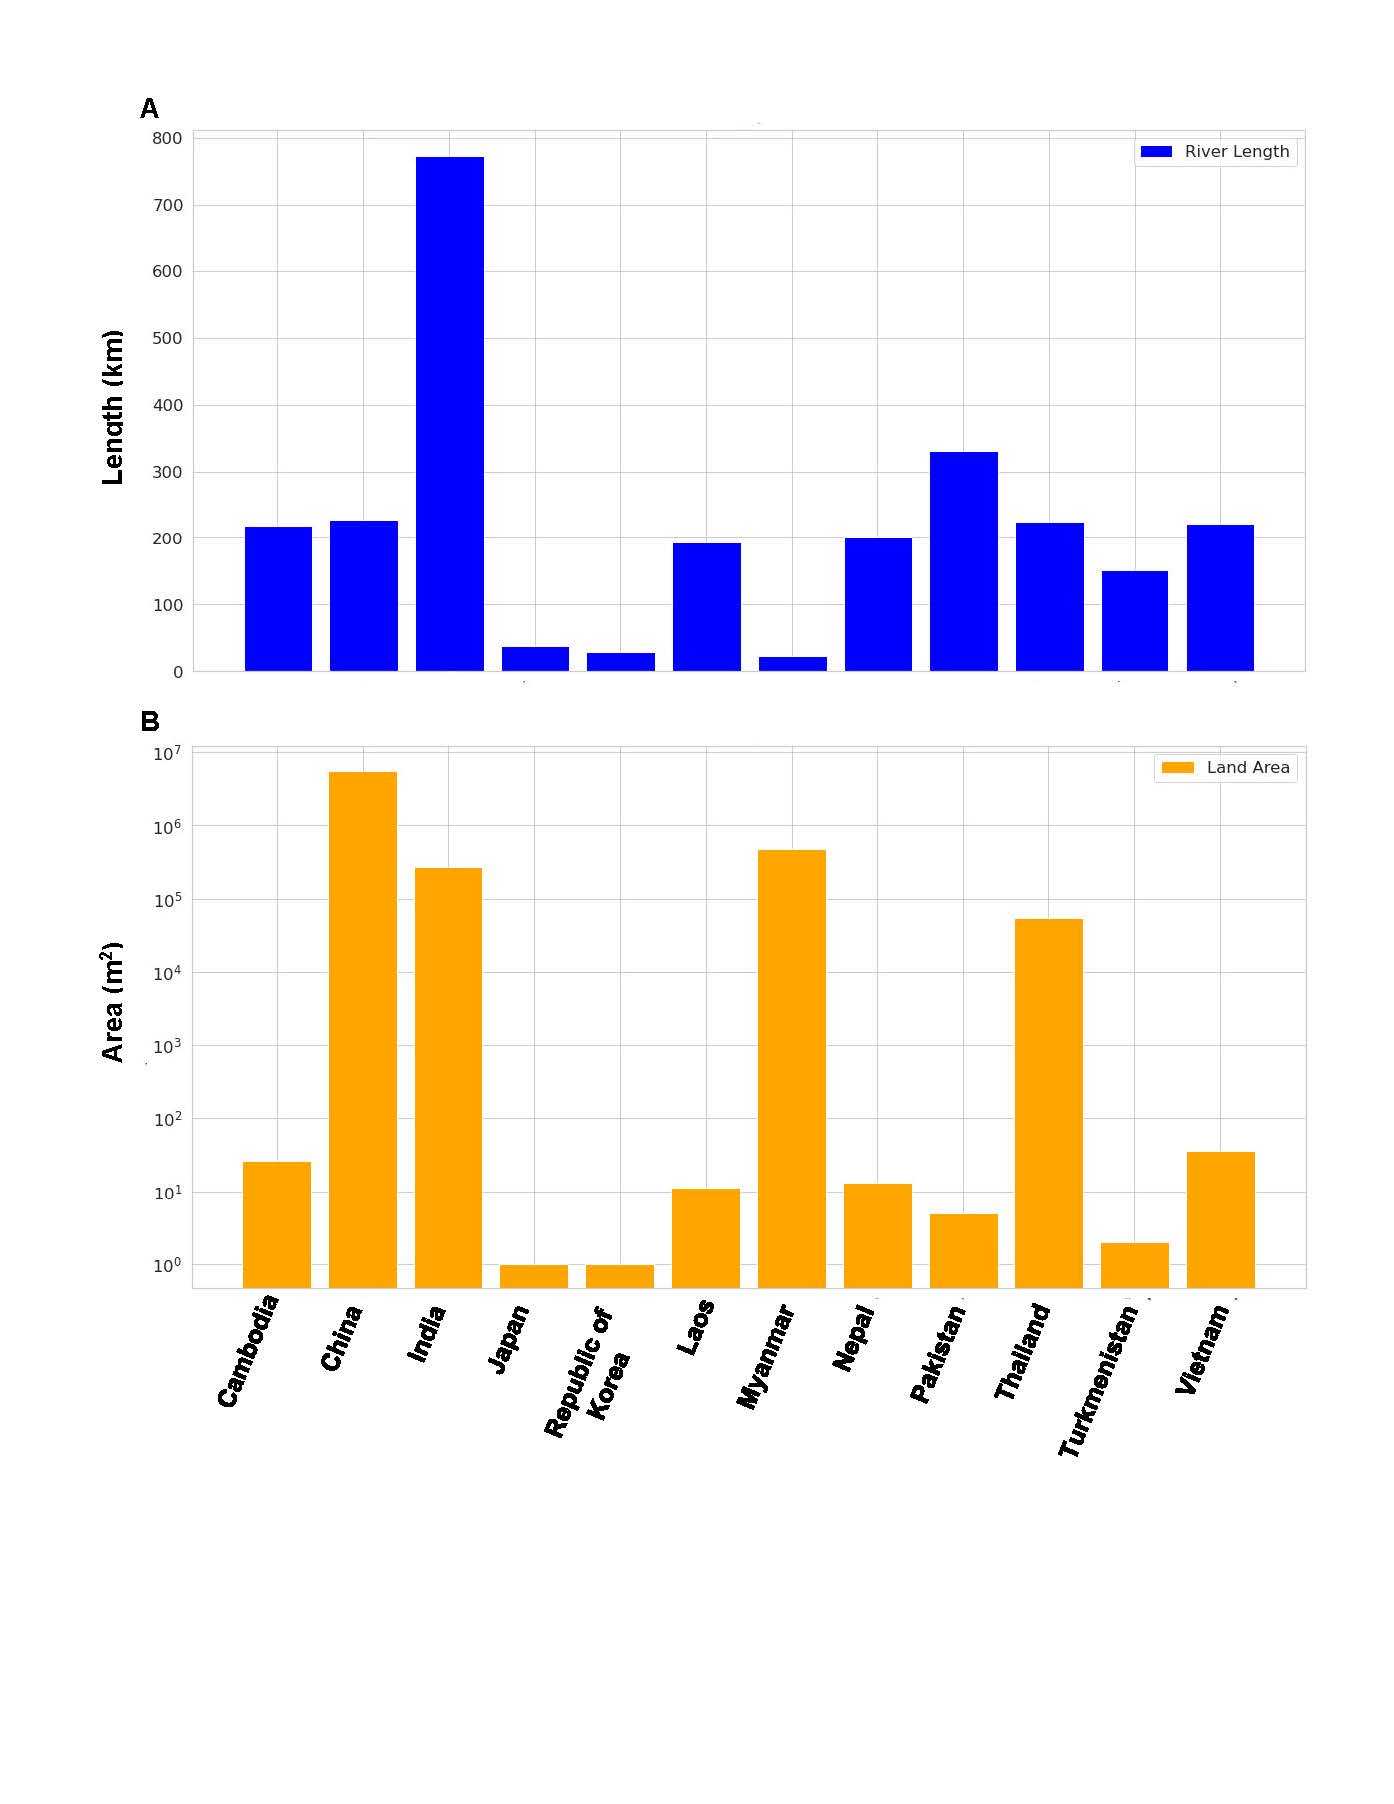 A
800
700
600
500
400
300
200
100
0
Length (km)
River Length
B
10⁷
10⁶
10⁵
10⁴
10³
10²
10¹
10⁰
Area (m²)
Land Area
Cambodia
China
India
Japan
Republic of
Korea
Laos
Myanmar
Nepal
Pakistan
Thailand
Turkmenistan
Vietnam